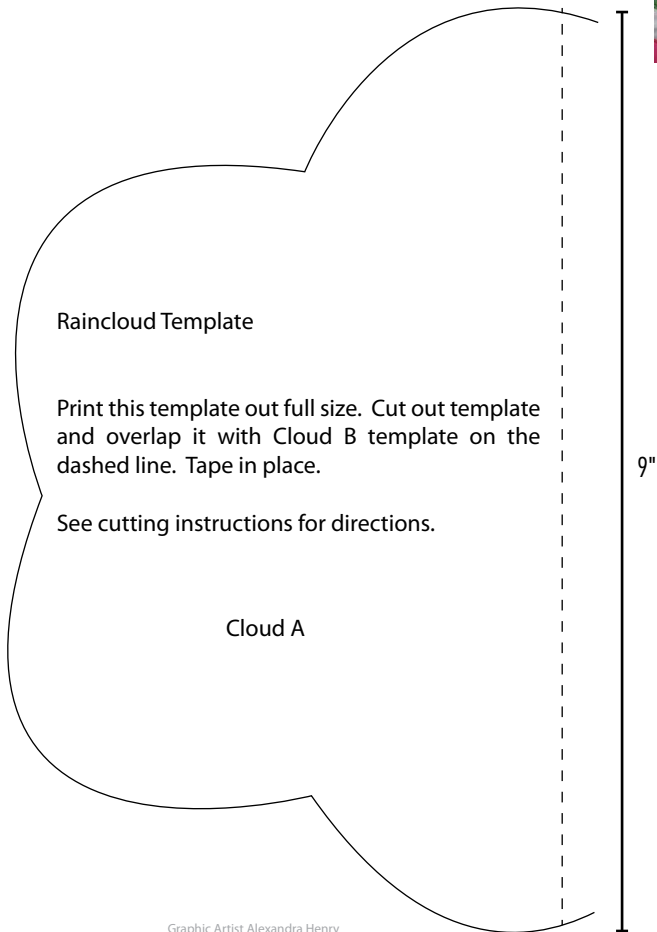 Raincloud Template
Print this template out full size. Cut out template
and overlap it with Cloud B template on the
dashed line. Tape in place.
9"
See cutting instructions for directions.
Cloud A
Graphic Artist Alexandra Henry